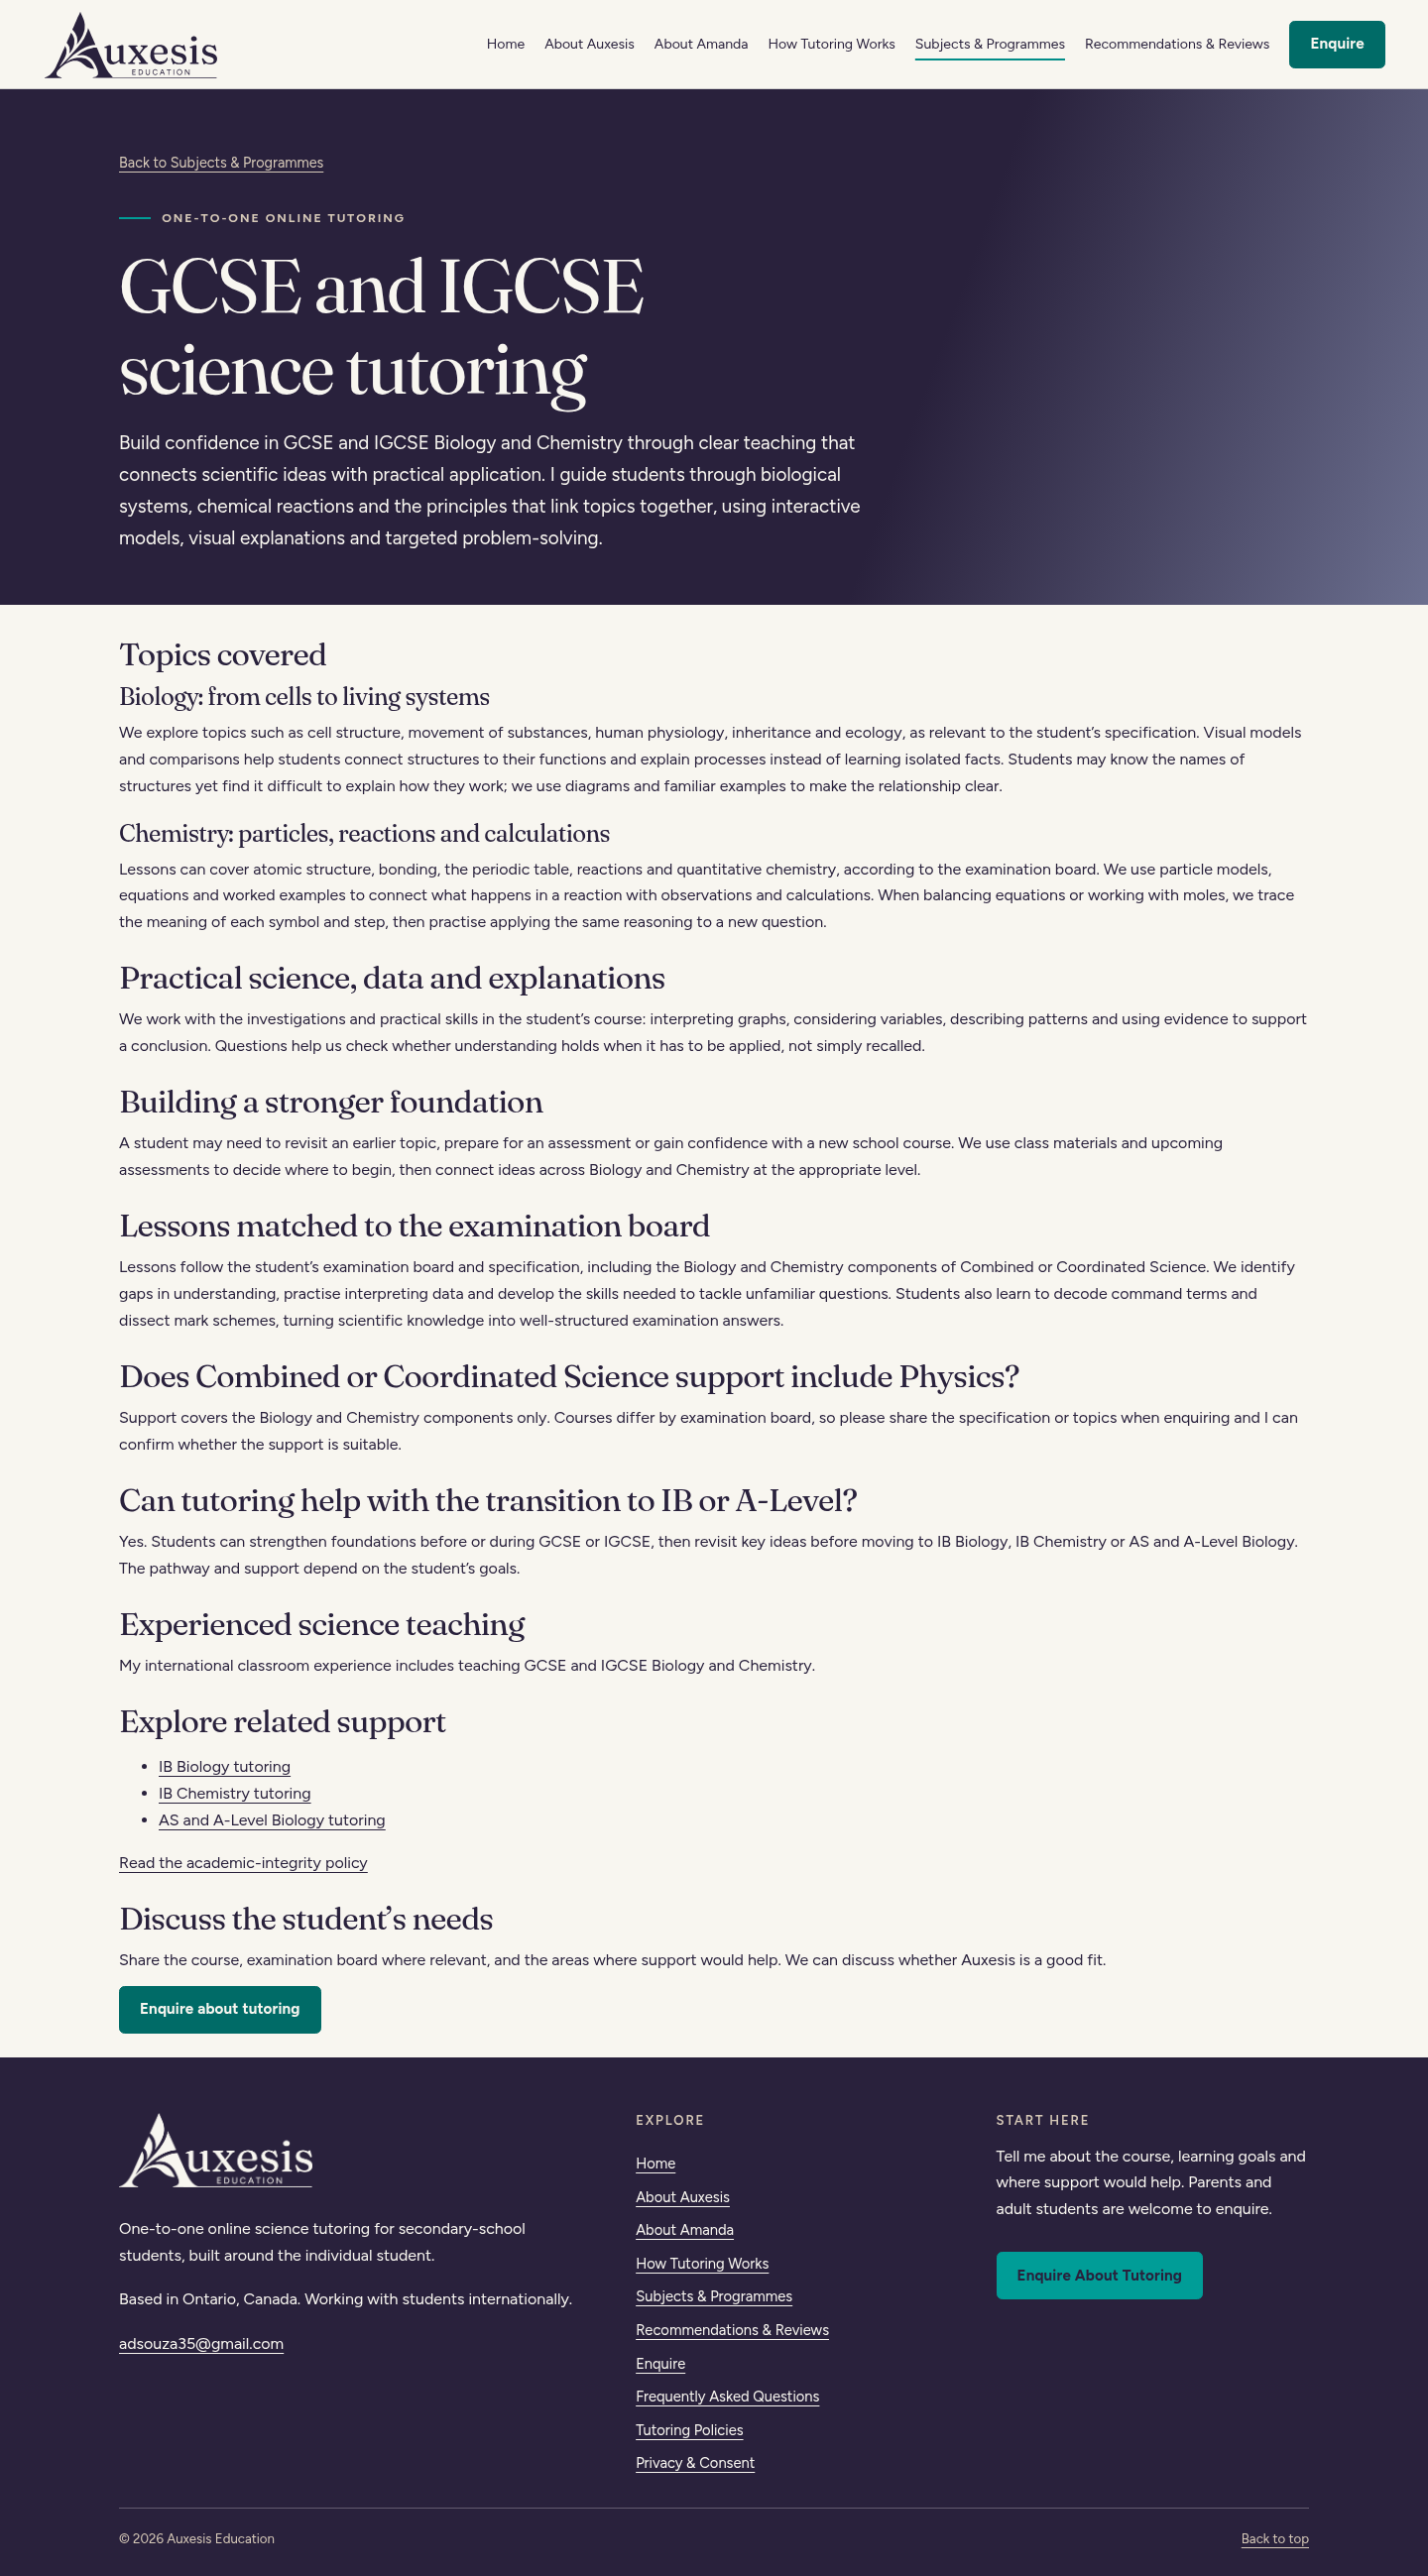 Auxesis
EDUCATION
Home
About Auxesis
About Amanda
How Tutoring Works
Subjects & Programmes
Recommendations & Reviews
Enquire
Back to Subjects & Programmes
ONE-TO-ONE ONLINE TUTORING
GCSE and IGCSE
science tutoring
Build confidence in GCSE and IGCSE Biology and Chemistry through clear teaching that
connects scientific ideas with practical application. I guide students through biological
systems, chemical reactions and the principles that link topics together, using interactive
models, visual explanations and targeted problem-solving.
Topics covered
Biology: from cells to living systems
We explore topics such as cell structure, movement of substances, human physiology, inheritance and ecology, as relevant to the student’s specification. Visual models
and comparisons help students connect structures to their functions and explain processes instead of learning isolated facts. Students may know the names of
structures yet find it difficult to explain how they work; we use diagrams and familiar examples to make the relationship clear.
Chemistry: particles, reactions and calculations
Lessons can cover atomic structure, bonding, the periodic table, reactions and quantitative chemistry, according to the examination board. We use particle models,
equations and worked examples to connect what happens in a reaction with observations and calculations. When balancing equations or working with moles, we trace
the meaning of each symbol and step, then practise applying the same reasoning to a new question.
Practical science, data and explanations
We work with the investigations and practical skills in the student’s course: interpreting graphs, considering variables, describing patterns and using evidence to support
a conclusion. Questions help us check whether understanding holds when it has to be applied, not simply recalled.
Building a stronger foundation
A student may need to revisit an earlier topic, prepare for an assessment or gain confidence with a new school course. We use class materials and upcoming
assessments to decide where to begin, then connect ideas across Biology and Chemistry at the appropriate level.
Lessons matched to the examination board
Lessons follow the student’s examination board and specification, including the Biology and Chemistry components of Combined or Coordinated Science. We identify
gaps in understanding, practise interpreting data and develop the skills needed to tackle unfamiliar questions. Students also learn to decode command terms and
dissect mark schemes, turning scientific knowledge into well-structured examination answers.
Does Combined or Coordinated Science support include Physics?
Support covers the Biology and Chemistry components only. Courses differ by examination board, so please share the specification or topics when enquiring and I can
confirm whether the support is suitable.
Can tutoring help with the transition to IB or A-Level?
Yes. Students can strengthen foundations before or during GCSE or IGCSE, then revisit key ideas before moving to IB Biology, IB Chemistry or AS and A-Level Biology.
The pathway and support depend on the student’s goals.
Experienced science teaching
My international classroom experience includes teaching GCSE and IGCSE Biology and Chemistry.
Explore related support
• IB Biology tutoring
• IB Chemistry tutoring
• AS and A-Level Biology tutoring
Read the academic-integrity policy
Discuss the student’s needs
Share the course, examination board where relevant, and the areas where support would help. We can discuss whether Auxesis is a good fit.
Enquire about tutoring
Auxesis
EDUCATION
One-to-one online science tutoring for secondary-school
students, built around the individual student.
Based in Ontario, Canada. Working with students internationally.
adsouza35@gmail.com
EXPLORE
Home
About Auxesis
About Amanda
How Tutoring Works
Subjects & Programmes
Recommendations & Reviews
Enquire
Frequently Asked Questions
Tutoring Policies
Privacy & Consent
START HERE
Tell me about the course, learning goals and
where support would help. Parents and
adult students are welcome to enquire.
Enquire About Tutoring
© 2026 Auxesis Education
Back to top